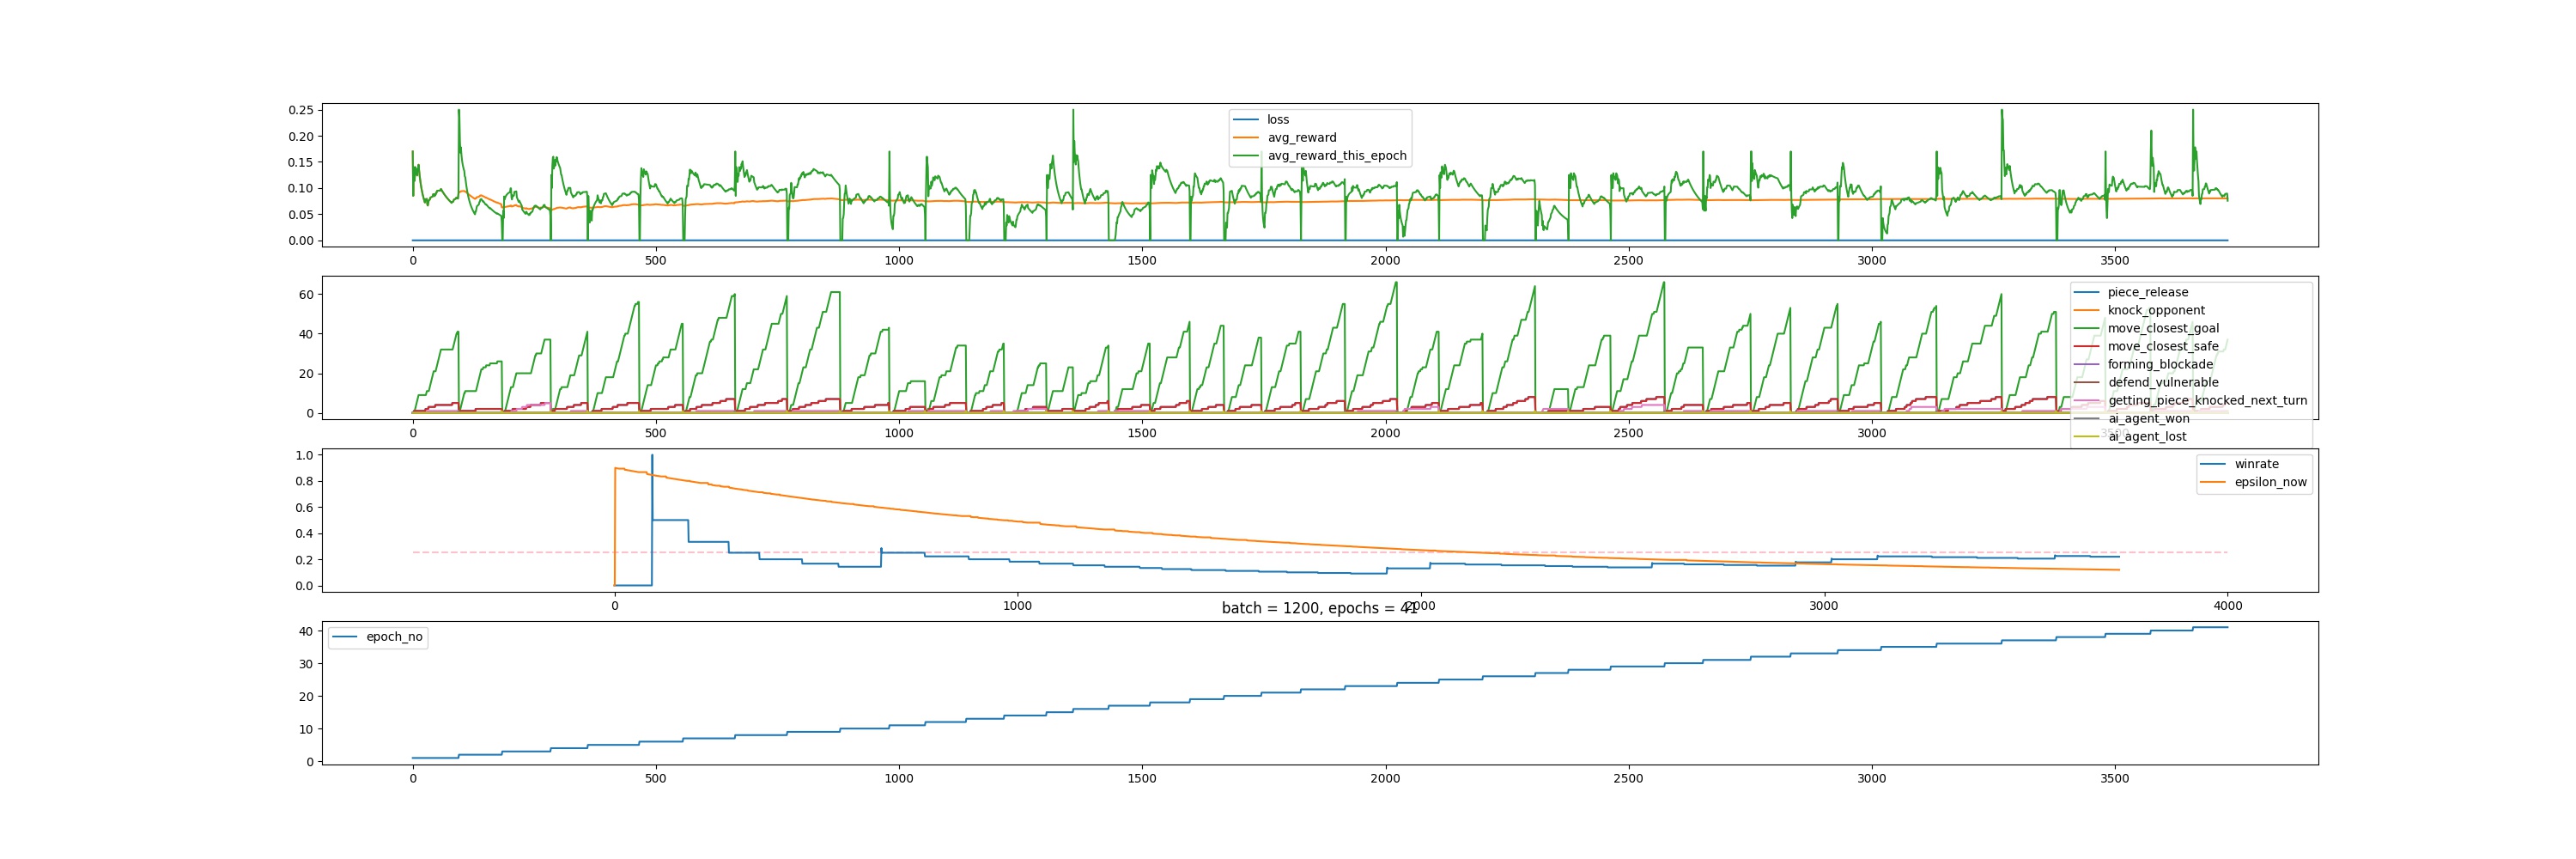 0.25
0.20
0.15
0.10
0.05
0.00
loss
avg_reward
avg_reward_this_epoch
0 500 1000 1500 2000 2500 3000 3500
60
40
20
0
piece_release
knock_opponent
move_closest_goal
move_closest_safe
forming_blockade
defend_vulnerable
getting_piece_knocked_next_turn
ai_agent_won
ai_agent_lost
0 500 1000 1500 2000 2500 3000 3500
1.0
0.8
0.6
0.4
0.2
0.0
winrate
epsilon_now
0 1000 2000 3000 4000
batch = 1200, epochs = 41
40
30
20
10
0
epoch_no
0 500 1000 1500 2000 2500 3000 3500